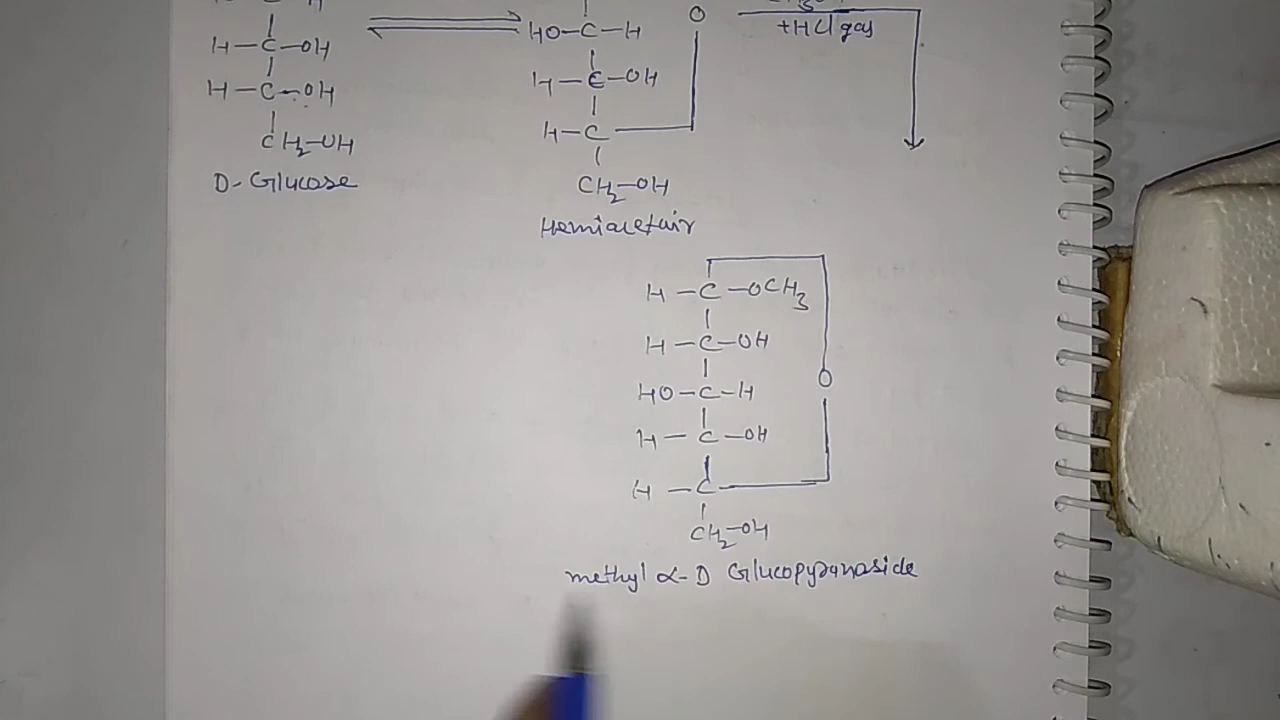 HO-C-H O
+HCl gas
H-C-OH
H-C-OH
H-C-OH
H-C
CH2-OH
CH2-OH
D-Glucose
Hemiacetal
H-C-OCH3
H-C-OH
O
HO-C-H
H-C-OH
H-C
CH2-OH
methyl α-D Glucopyranoside